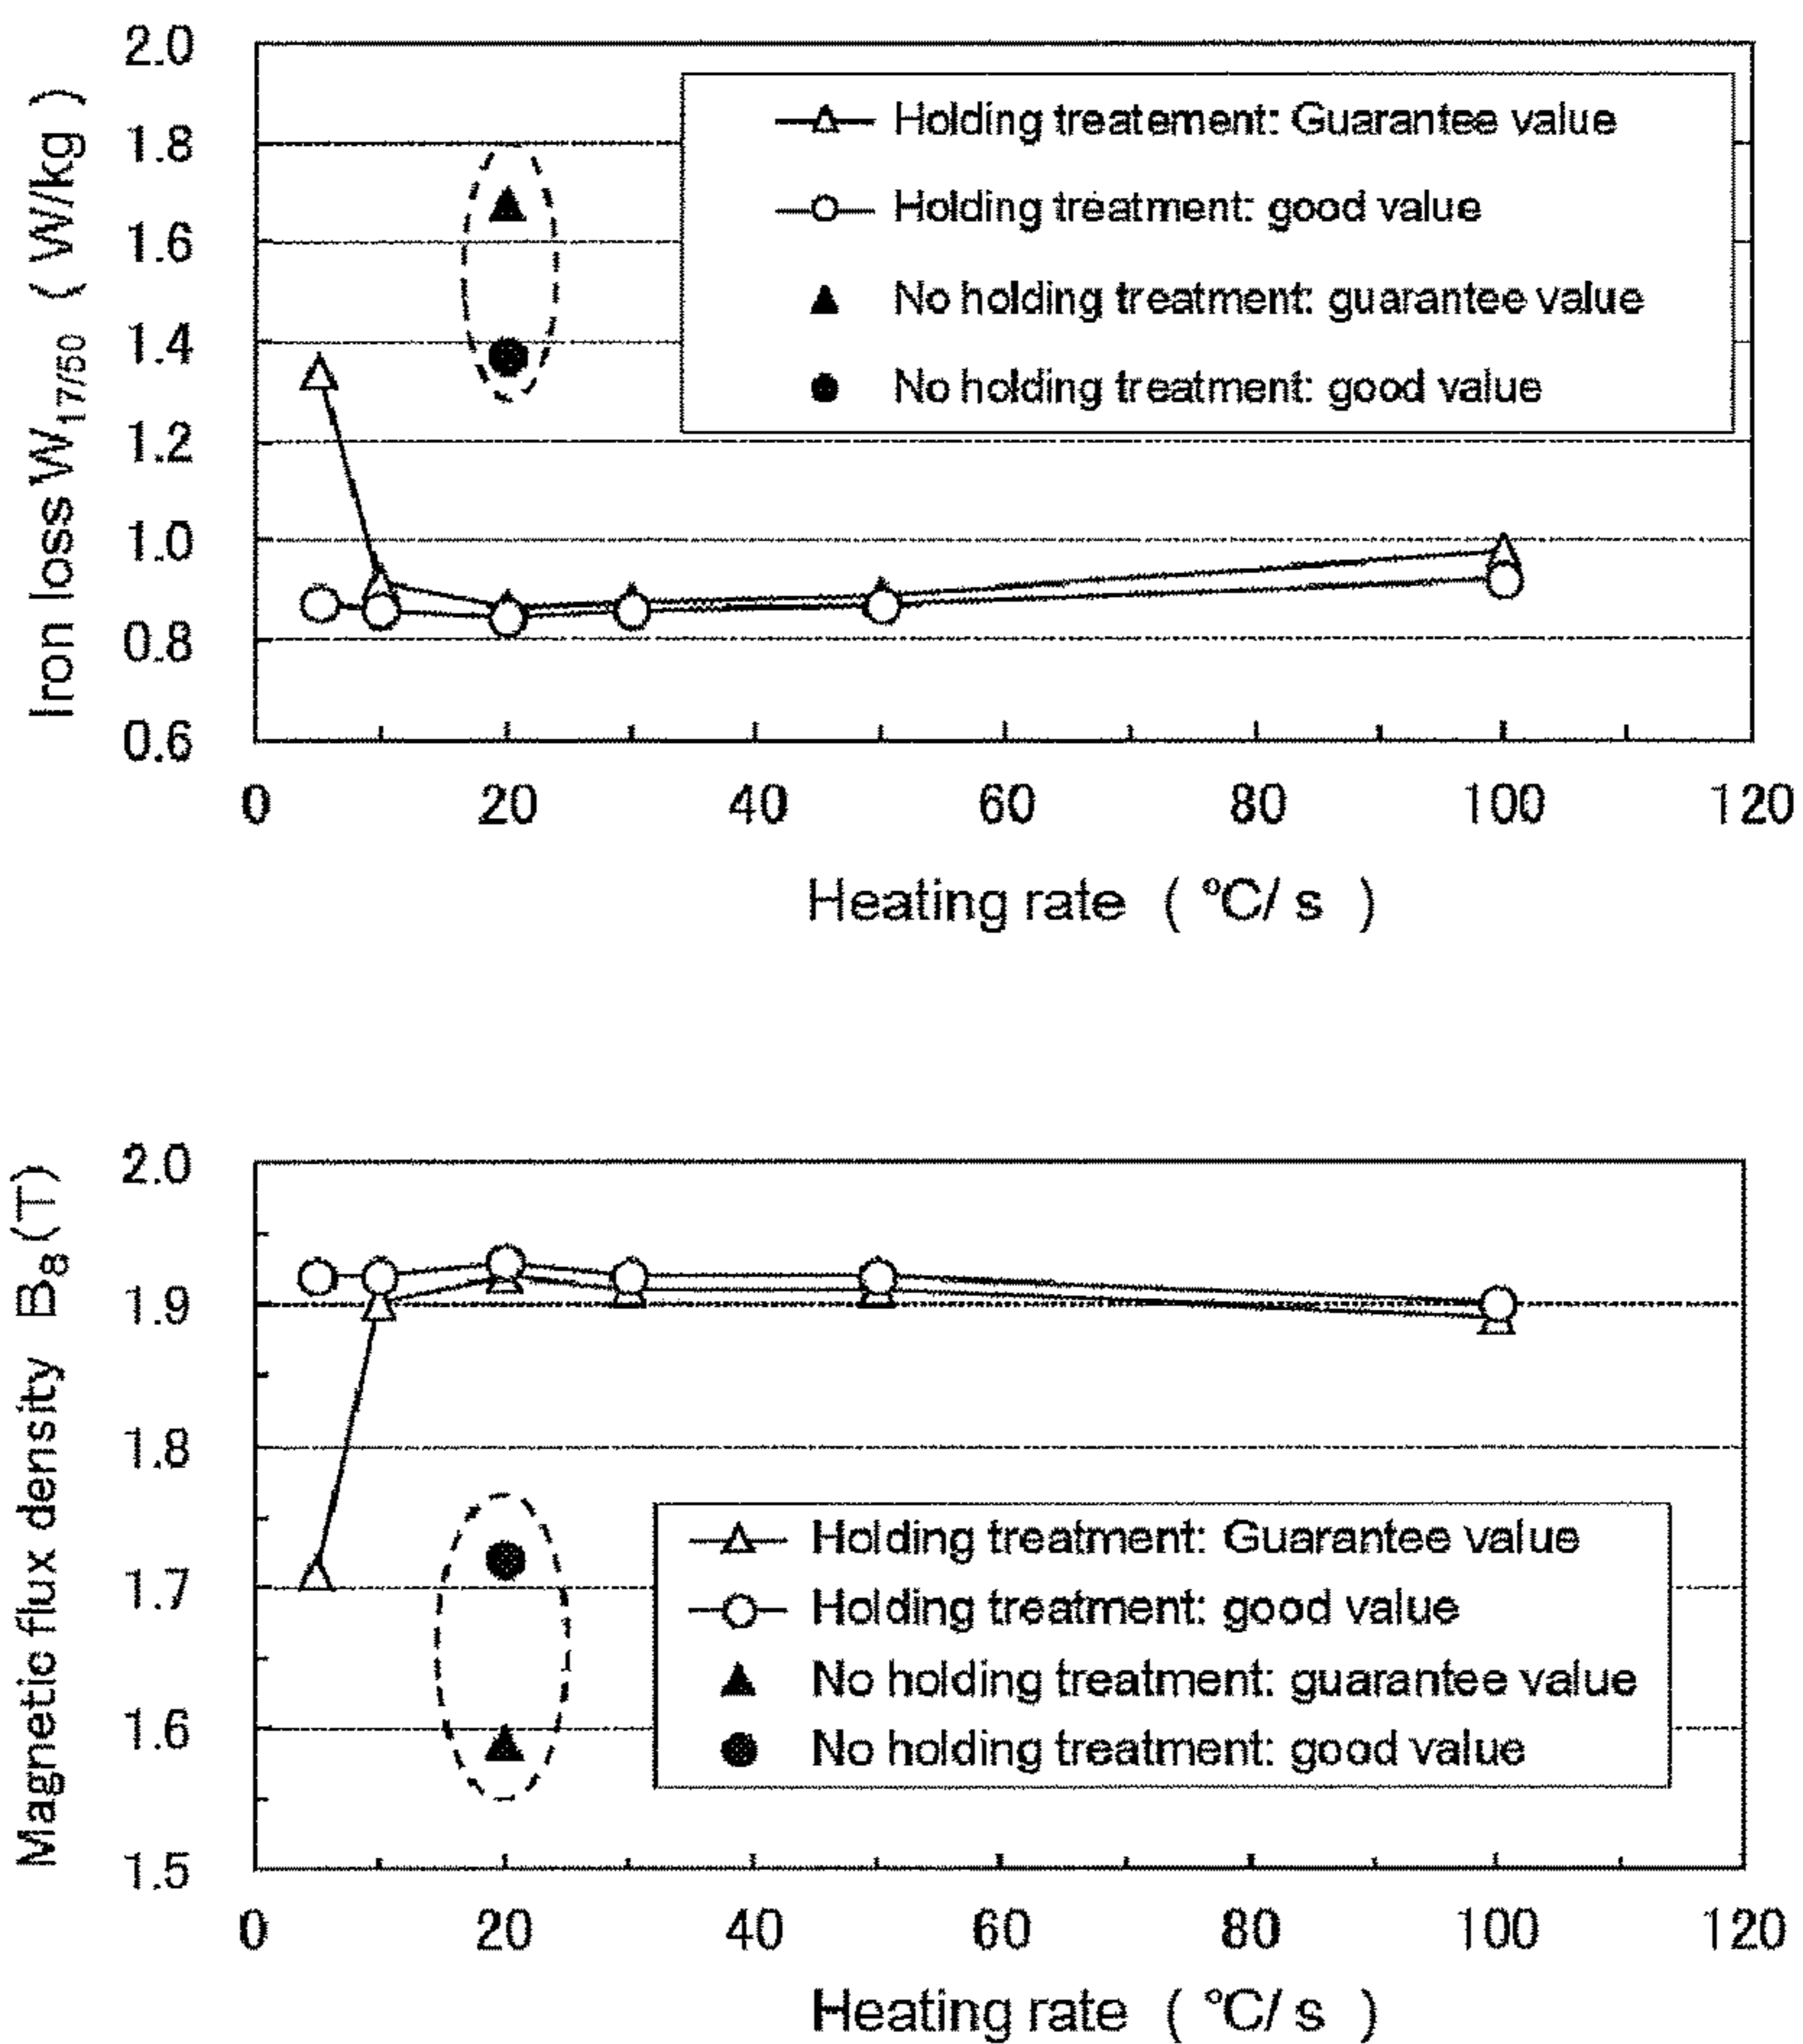 2.0
1.8
1.6
1.4
1.2
1.0
0.8
0.6
Iron loss W17/50 ( W/kg )
Holding treatement: Guarantee value
Holding treatment: good value
No holding treatment: guarantee value
No holding treatment: good value
0 20 40 60 80 100 120
Heating rate ( °C/ s )
2.0
1.9
1.8
1.7
1.6
1.5
Magnetic flux density B8(T)
Holding treatment: Guarantee value
Holding treatment: good value
No holding treatment: guarantee value
No holding treatment: good value
0 20 40 60 80 100 120
Heating rate ( °C/ s )